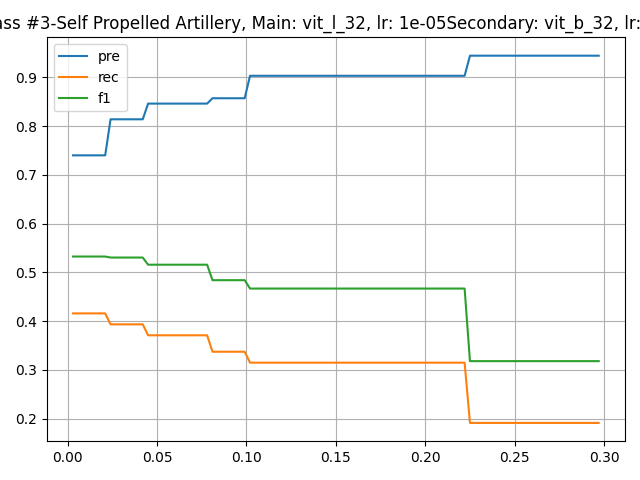 ass #3-Self Propelled Artillery, Main: vit_l_32, lr: 1e-05Secondary: vit_b_32, lr:
pre
rec
f1
0.9
0.8
0.7
0.6
0.5
0.4
0.3
0.2
0.00 0.05 0.10 0.15 0.20 0.25 0.30